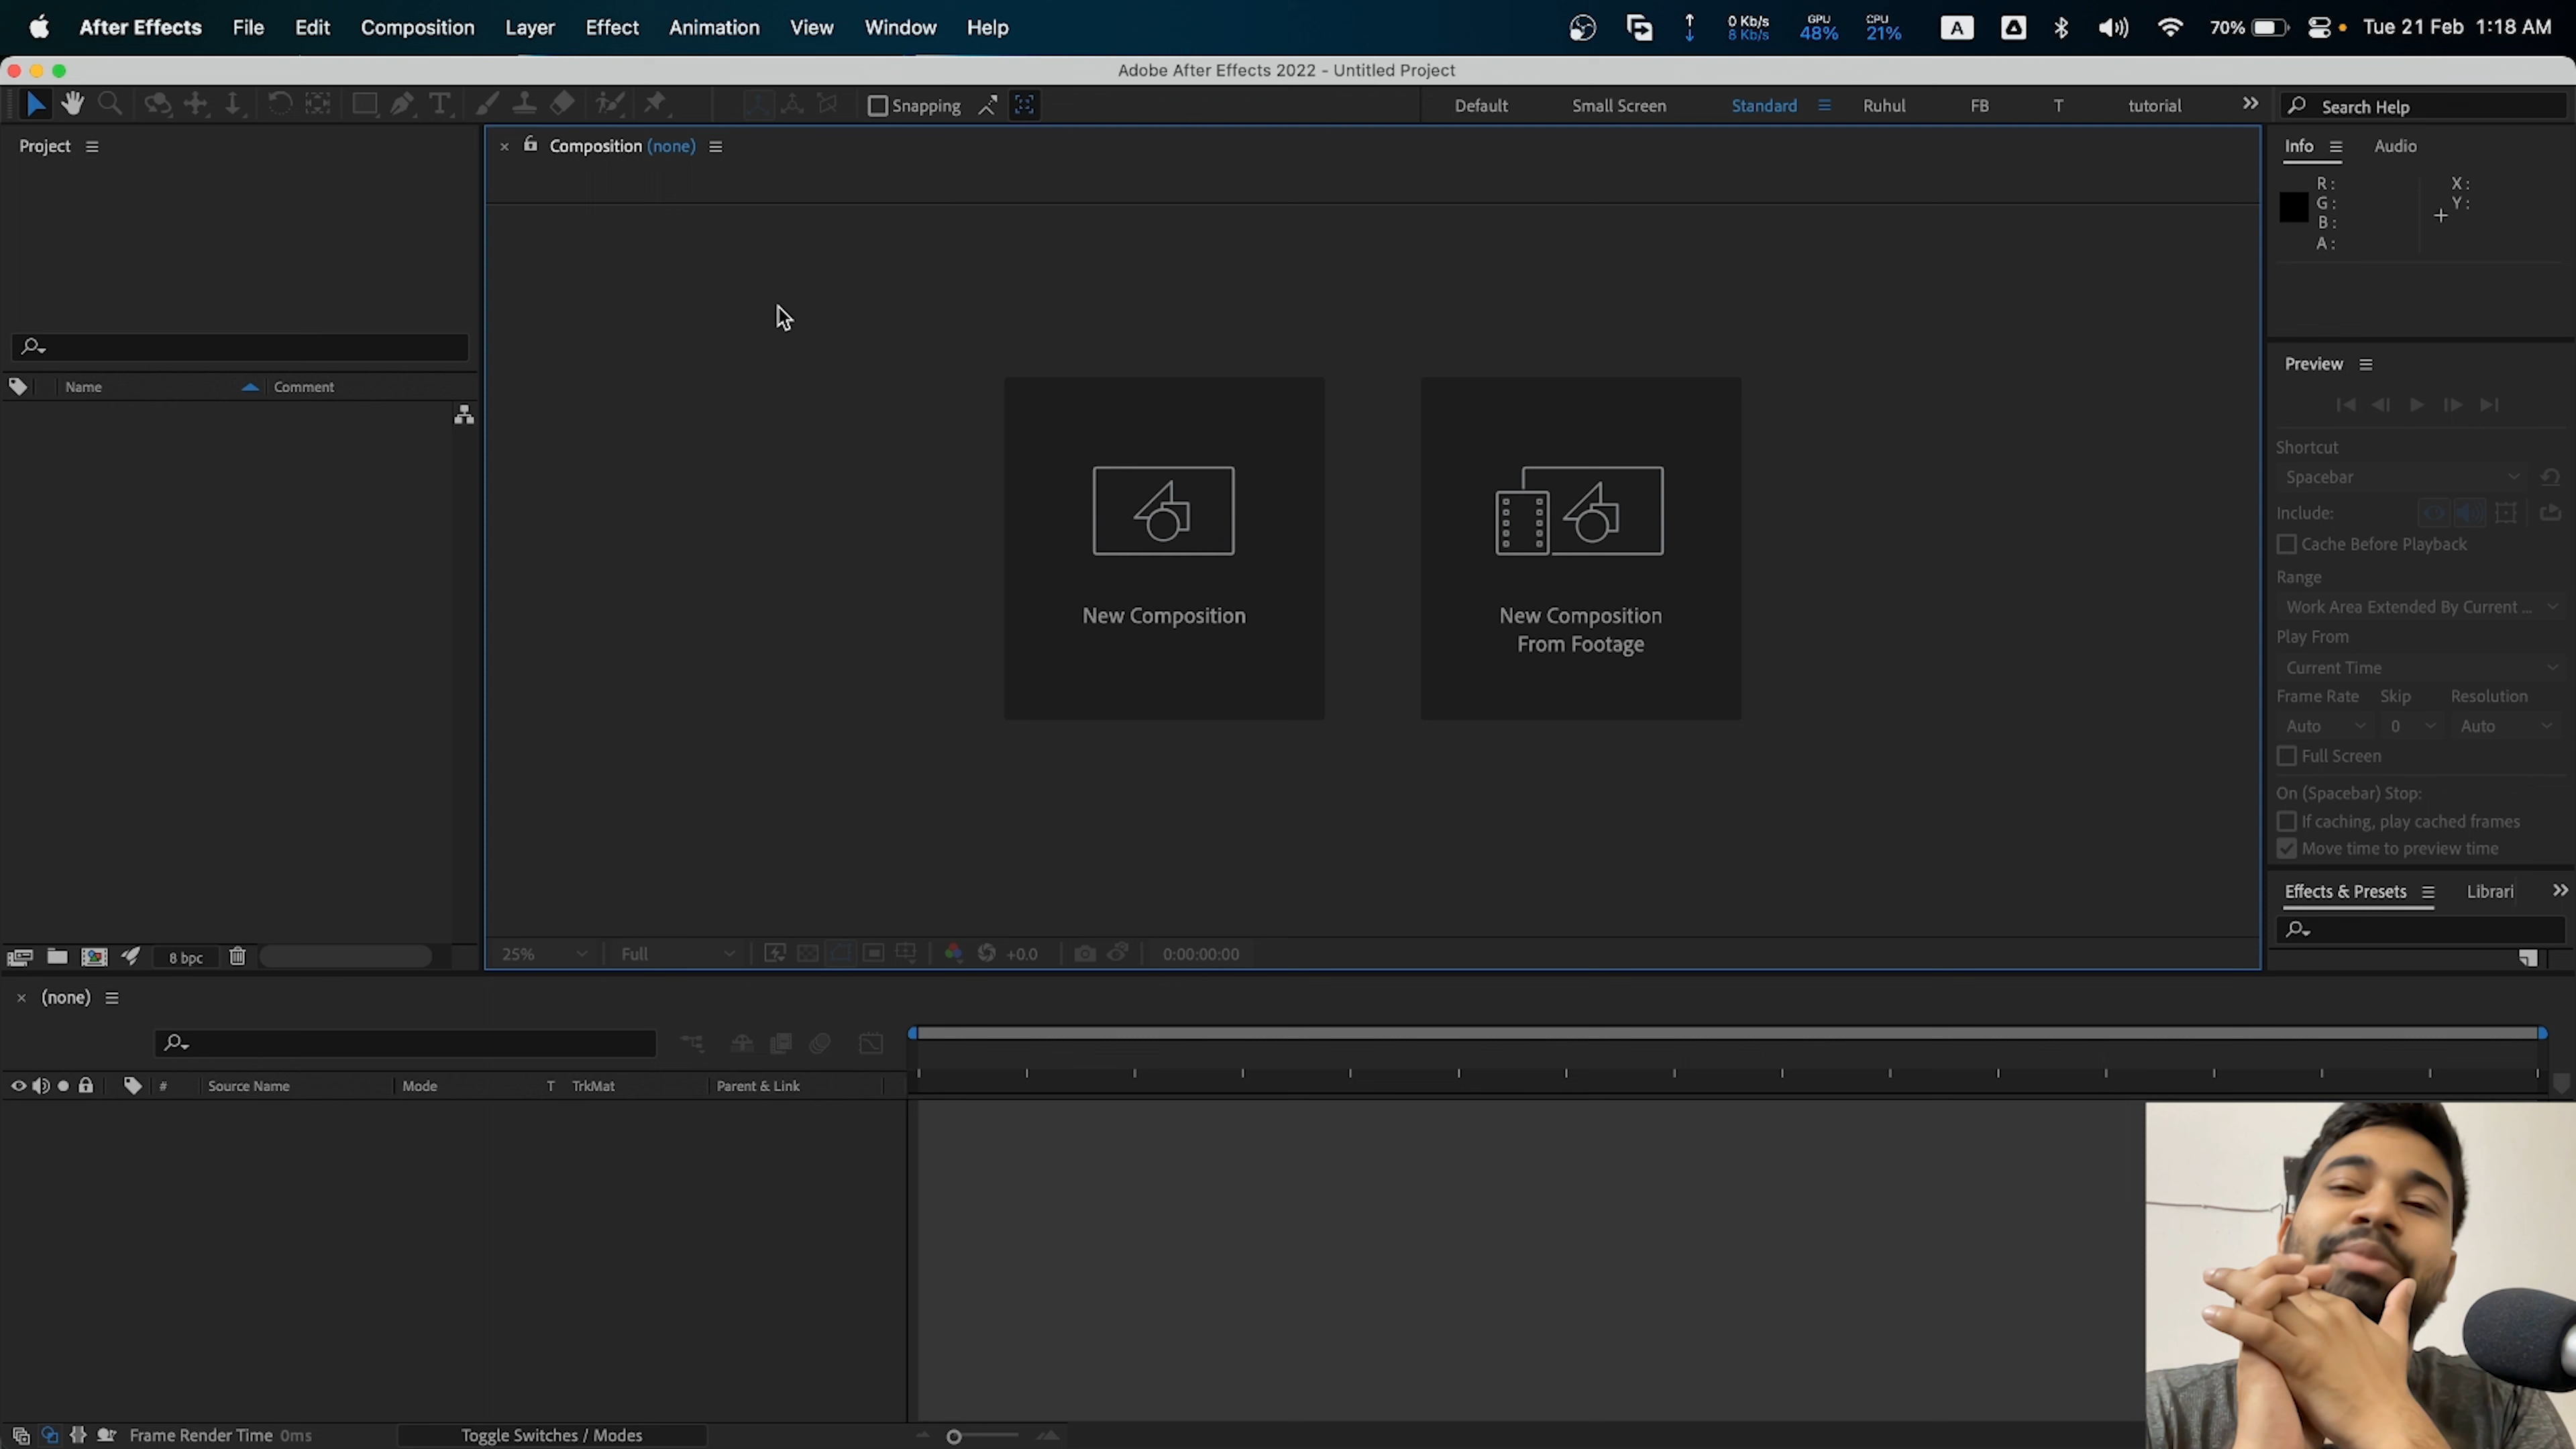 After Effects File Edit Composition Layer Effect Animation View Window Help
0 Kb/s
8 Kb/s
GPU
48%
CPU
21%
A
70%
Tue 21 Feb 1:18 AM
Adobe After Effects 2022 - Untitled Project
T
Snapping
Default Small Screen Standard Ruhul FB T tutorial
Search Help
Project
Composition (none)
Info Audio
R :
G :
B :
A :
X :
Y :
Name Comment
Preview
Shortcut
Spacebar
Include:
Cache Before Playback
Range
Work Area Extended By Current ...
Play From
Current Time
Frame Rate Skip Resolution
Auto 0 Auto
Full Screen
On (Spacebar) Stop:
If caching, play cached frames
Move time to preview time
New Composition
New Composition
From Footage
Effects & Presets Librari
8 bpc
25% Full +0.0 0:00:00:00
(none)
# Source Name Mode T TrkMat Parent & Link
Frame Render Time 0ms
Toggle Switches / Modes